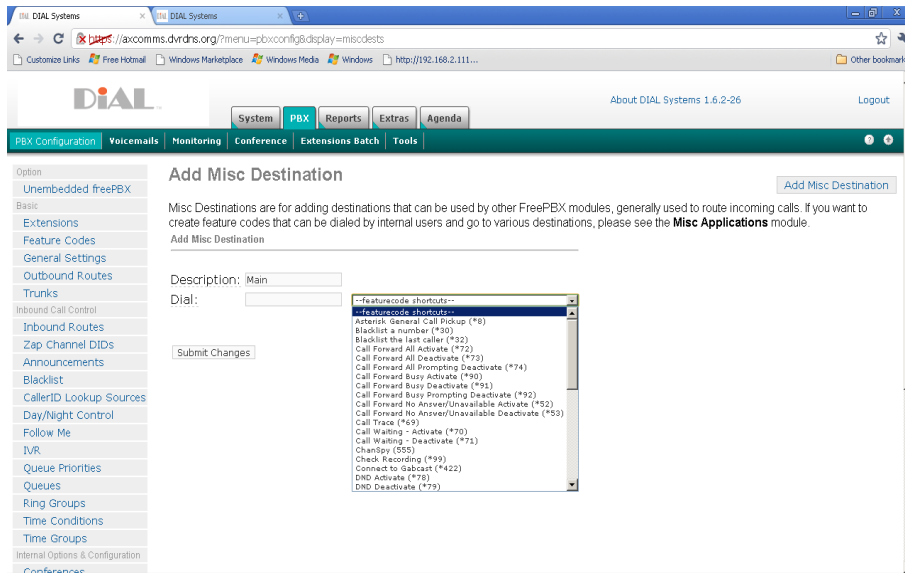 DIAL Systems
DIAL Systems
https://axcomms.dvrdns.org/?menu=pbxconfig&display=miscdests
Customize Links Free Hotmail Windows Marketplace Windows Media Windows http://192.168.2.111... Other bookmark
DiAL
About DIAL Systems 1.6.2-26 Logout
System PBX Reports Extras Agenda
PBX Configuration Voicemails Monitoring Conference Extensions Batch Tools
Option
Unembedded freePBX
Basic
Extensions
Feature Codes
General Settings
Outbound Routes
Trunks
Inbound Call Control
Inbound Routes
Zap Channel DIDs
Announcements
Blacklist
CallerID Lookup Sources
Day/Night Control
Follow Me
IVR
Queue Priorities
Queues
Ring Groups
Time Conditions
Time Groups
Internal Options & Configuration
Conferences
Add Misc Destination
Add Misc Destination
Misc Destinations are for adding destinations that can be used by other FreePBX modules, generally used to route incoming calls. If you want to
create feature codes that can be dialed by internal users and go to various destinations, please see the Misc Applications module.
Add Misc Destination
Description: Main
Dial: --featurecode shortcuts--
--featurecode shortcuts--
Asterisk General Call Pickup (*8)
Blacklist a number (*30)
Blacklist the last caller (*32)
Call Forward All Activate (*72)
Call Forward All Deactivate (*73)
Call Forward All Prompting Deactivate (*74)
Call Forward Busy Activate (*90)
Call Forward Busy Deactivate (*91)
Call Forward Busy Prompting Deactivate (*92)
Call Forward No Answer/Unavailable Activate (*52)
Call Forward No Answer/Unavailable Deactivate (*53)
Call Trace (*69)
Call Waiting - Activate (*70)
Call Waiting - Deactivate (*71)
ChanSpy (555)
Check Recording (*99)
Connect to Gabcast (*422)
DND Activate (*78)
DND Deactivate (*79)
Submit Changes